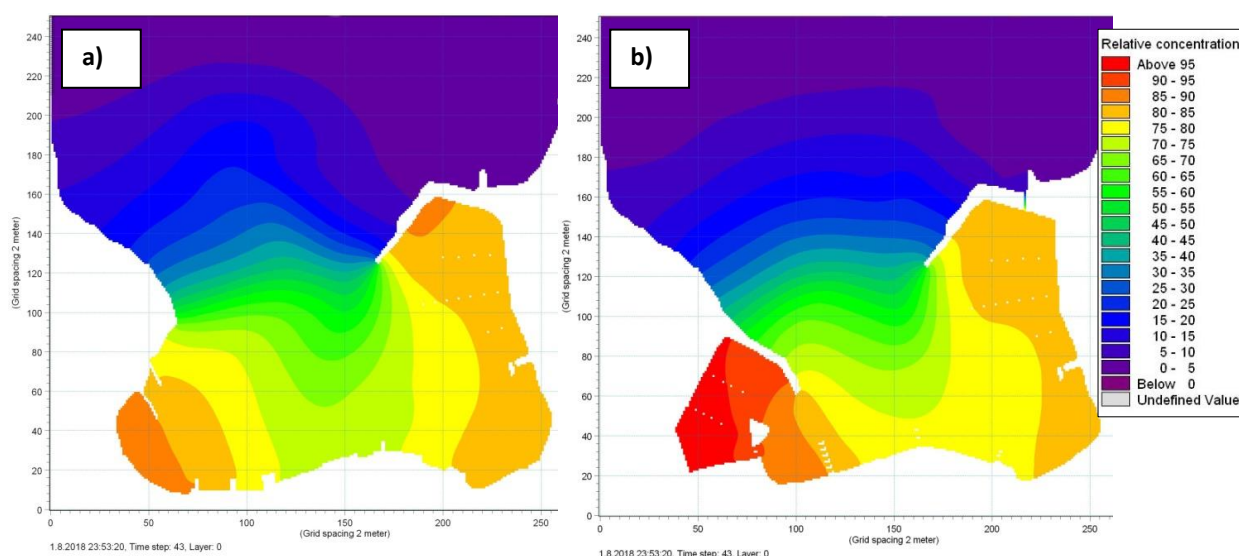 a)
240
220
200
180
160
140
120
100
80
60
40
20
0
(Grid spacing 2 meter)
0 50 100 150 200 250
(Grid spacing 2 meter)
1.8.2018 23:53:20, Time step: 43, Layer: 0
b)
240
220
200
180
160
140
120
100
80
60
40
20
0
(Grid spacing 2 meter)
0 50 100 150 200 250
(Grid spacing 2 meter)
1.8.2018 23:53:20, Time step: 43, Layer: 0
Relative concentration
Above 95
90 - 95
85 - 90
80 - 85
75 - 80
70 - 75
65 - 70
60 - 65
55 - 60
50 - 55
45 - 50
40 - 45
35 - 40
30 - 35
25 - 30
20 - 25
15 - 20
10 - 15
5 - 10
0 - 5
Below 0
Undefined Value